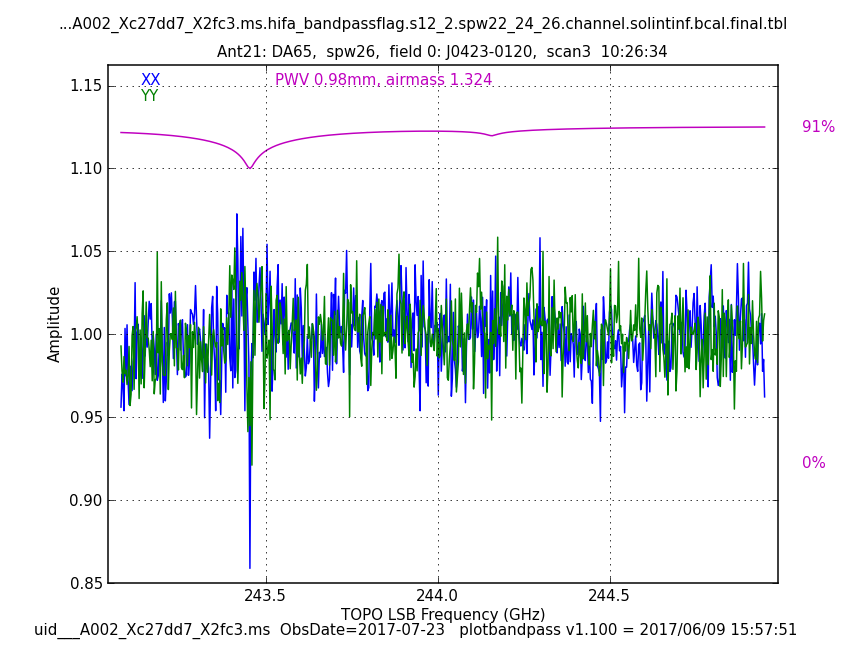 ...A002_Xc27dd7_X2fc3.ms.hifa_bandpassflag.s12_2.spw22_24_26.channel.solintinf.bcal.final.tbl
Ant21: DA65,  spw26,  field 0: J0423-0120,  scan3  10:26:34
XX
PWV 0.98mm, airmass 1.324
YY
1.15
1.10
1.05
1.00
0.95
0.90
0.85
Amplitude
91%
0%
243.5
244.0
244.5
TOPO LSB Frequency (GHz)
uid___A002_Xc27dd7_X2fc3.ms  ObsDate=2017-07-23   plotbandpass v1.100 = 2017/06/09 15:57:51